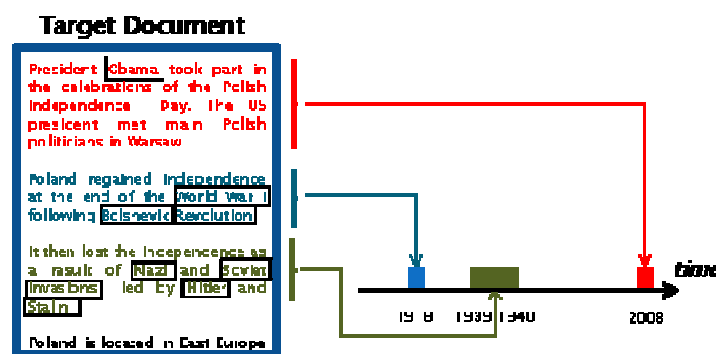 Target Document
President Obama took part in
the celebrations of the Polish
Independence Day. The US
president met main Polish
politicians in Warsaw
Poland regained independence
at the end of the World War I
following Bolshevik Revolution
It then lost the independence as
a result of Nazi and Soviet
invasions led by Hitler and
Stalin
Poland is located in East Europe
time
1918 1939 1940 2008